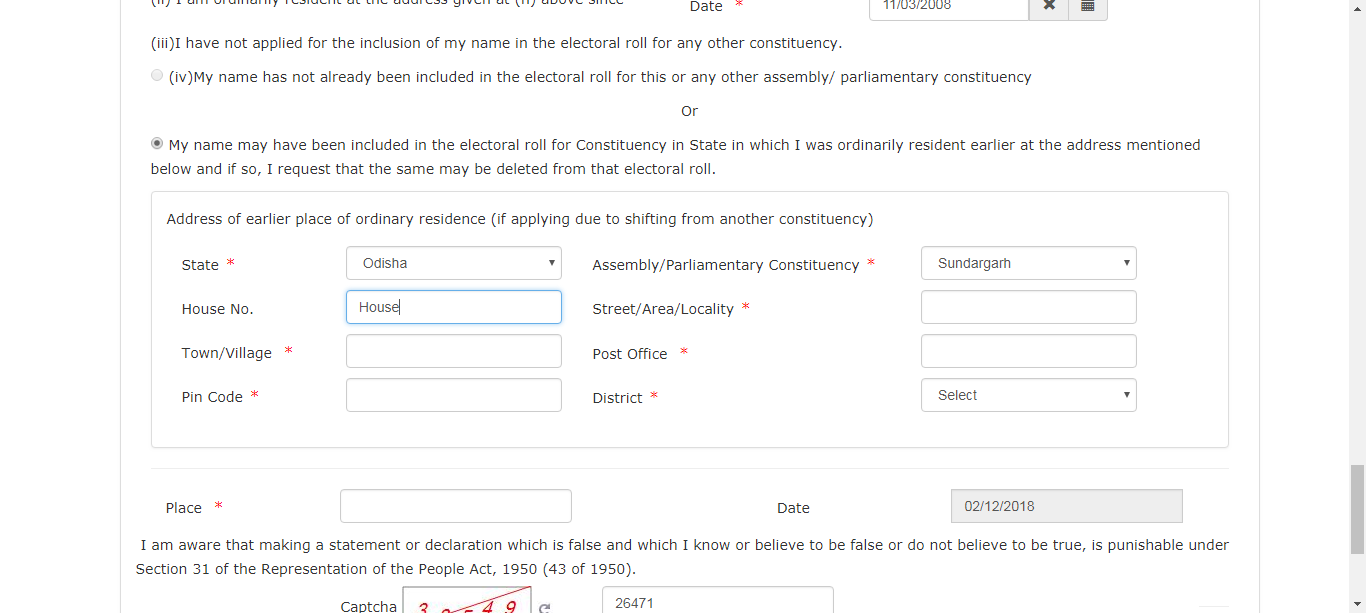 (ii) I am ordinarily resident at the address given at (h) above since Date * 11/03/2008
(iii)I have not applied for the inclusion of my name in the electoral roll for any other constituency.
(iv)My name has not already been included in the electoral roll for this or any other assembly/ parliamentary constituency
Or
My name may have been included in the electoral roll for Constituency in State in which I was ordinarily resident earlier at the address mentioned
below and if so, I request that the same may be deleted from that electoral roll.
Address of earlier place of ordinary residence (if applying due to shifting from another constituency)
State * Odisha Assembly/Parliamentary Constituency * Sundargarh
House No. House Street/Area/Locality *
Town/Village * Post Office *
Pin Code * District * Select
Place * Date 02/12/2018
I am aware that making a statement or declaration which is false and which I know or believe to be false or do not believe to be true, is punishable under
Section 31 of the Representation of the People Act, 1950 (43 of 1950).
Captcha 26471